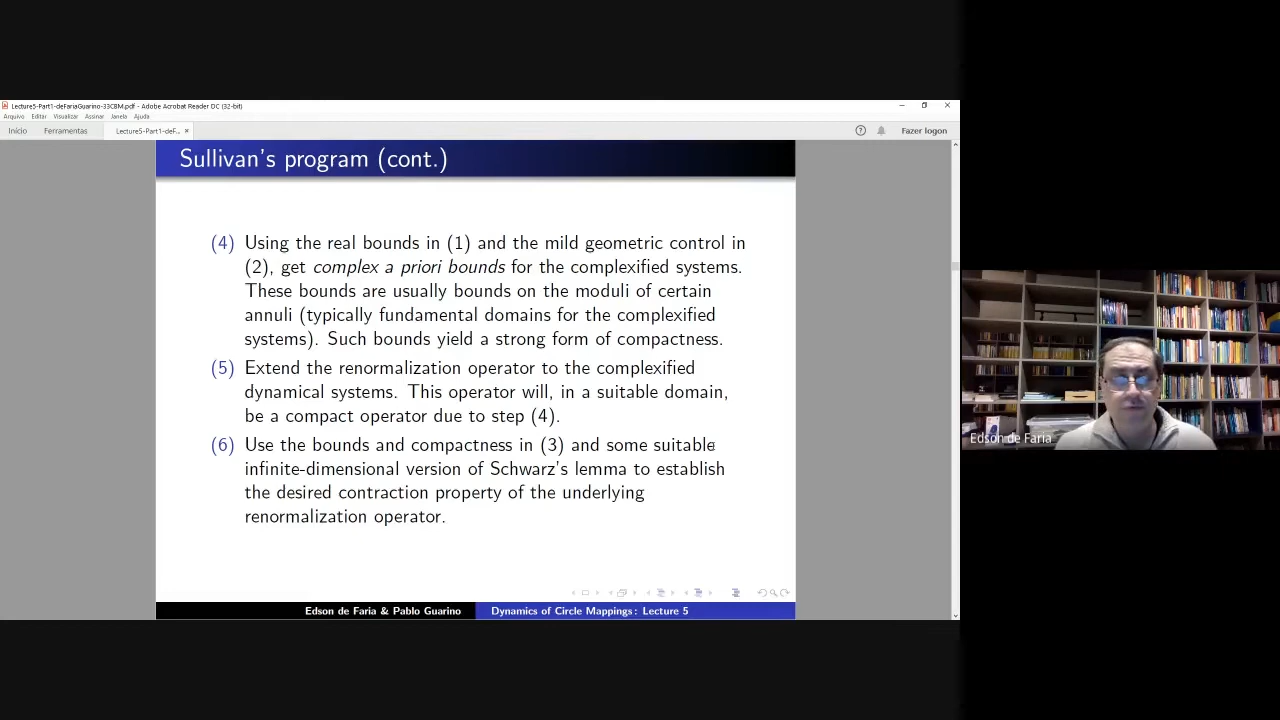 Lecture5-Part1-deFariaGuarino-33CBM.pdf - Adobe Acrobat Reader DC (32-bit)
Arquivo Editar Visualizar Assinar Janela Ajuda
Início Ferramentas Lecture5-Part1-deF... × Fazer logon
Sullivan's program (cont.)
(4) Using the real bounds in (1) and the mild geometric control in
(2), get complex a priori bounds for the complexified systems.
These bounds are usually bounds on the moduli of certain
annuli (typically fundamental domains for the complexified
systems). Such bounds yield a strong form of compactness.
(5) Extend the renormalization operator to the complexified
dynamical systems. This operator will, in a suitable domain,
be a compact operator due to step (4).
(6) Use the bounds and compactness in (3) and some suitable
infinite-dimensional version of Schwarz's lemma to establish
the desired contraction property of the underlying
renormalization operator.
Edson de Faria & Pablo Guarino Dynamics of Circle Mappings: Lecture 5
Edson de Faria